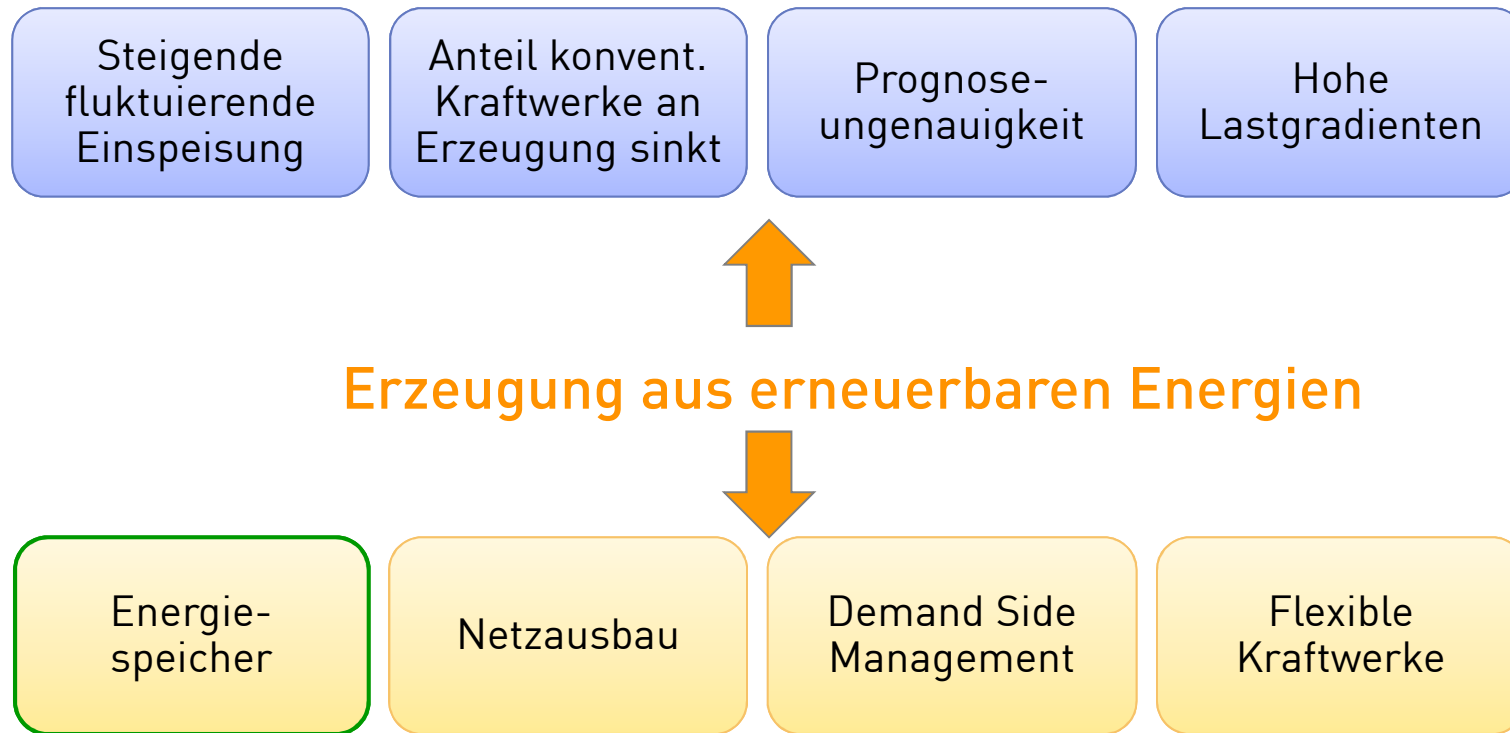 Steigende
fluktuierende
Einspeisung
Anteil konvent.
Kraftwerke an
Erzeugung sinkt
Prognose-
ungenauigkeit
Hohe
Lastgradienten
Erzeugung aus erneuerbaren Energien
Energie-
speicher
Netzausbau
Demand Side
Management
Flexible
Kraftwerke